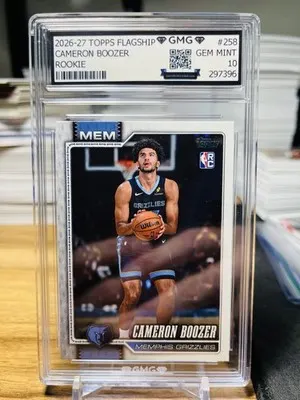 2026-27 TOPPS FLAGSHIP GMG #258
CAMERON BOOZER GEM MINT
ROOKIE 10
297396
MEM
RC
GRIZZLIES
CAMERON BOOZER
MEMPHIS GRIZZLIES
GMG